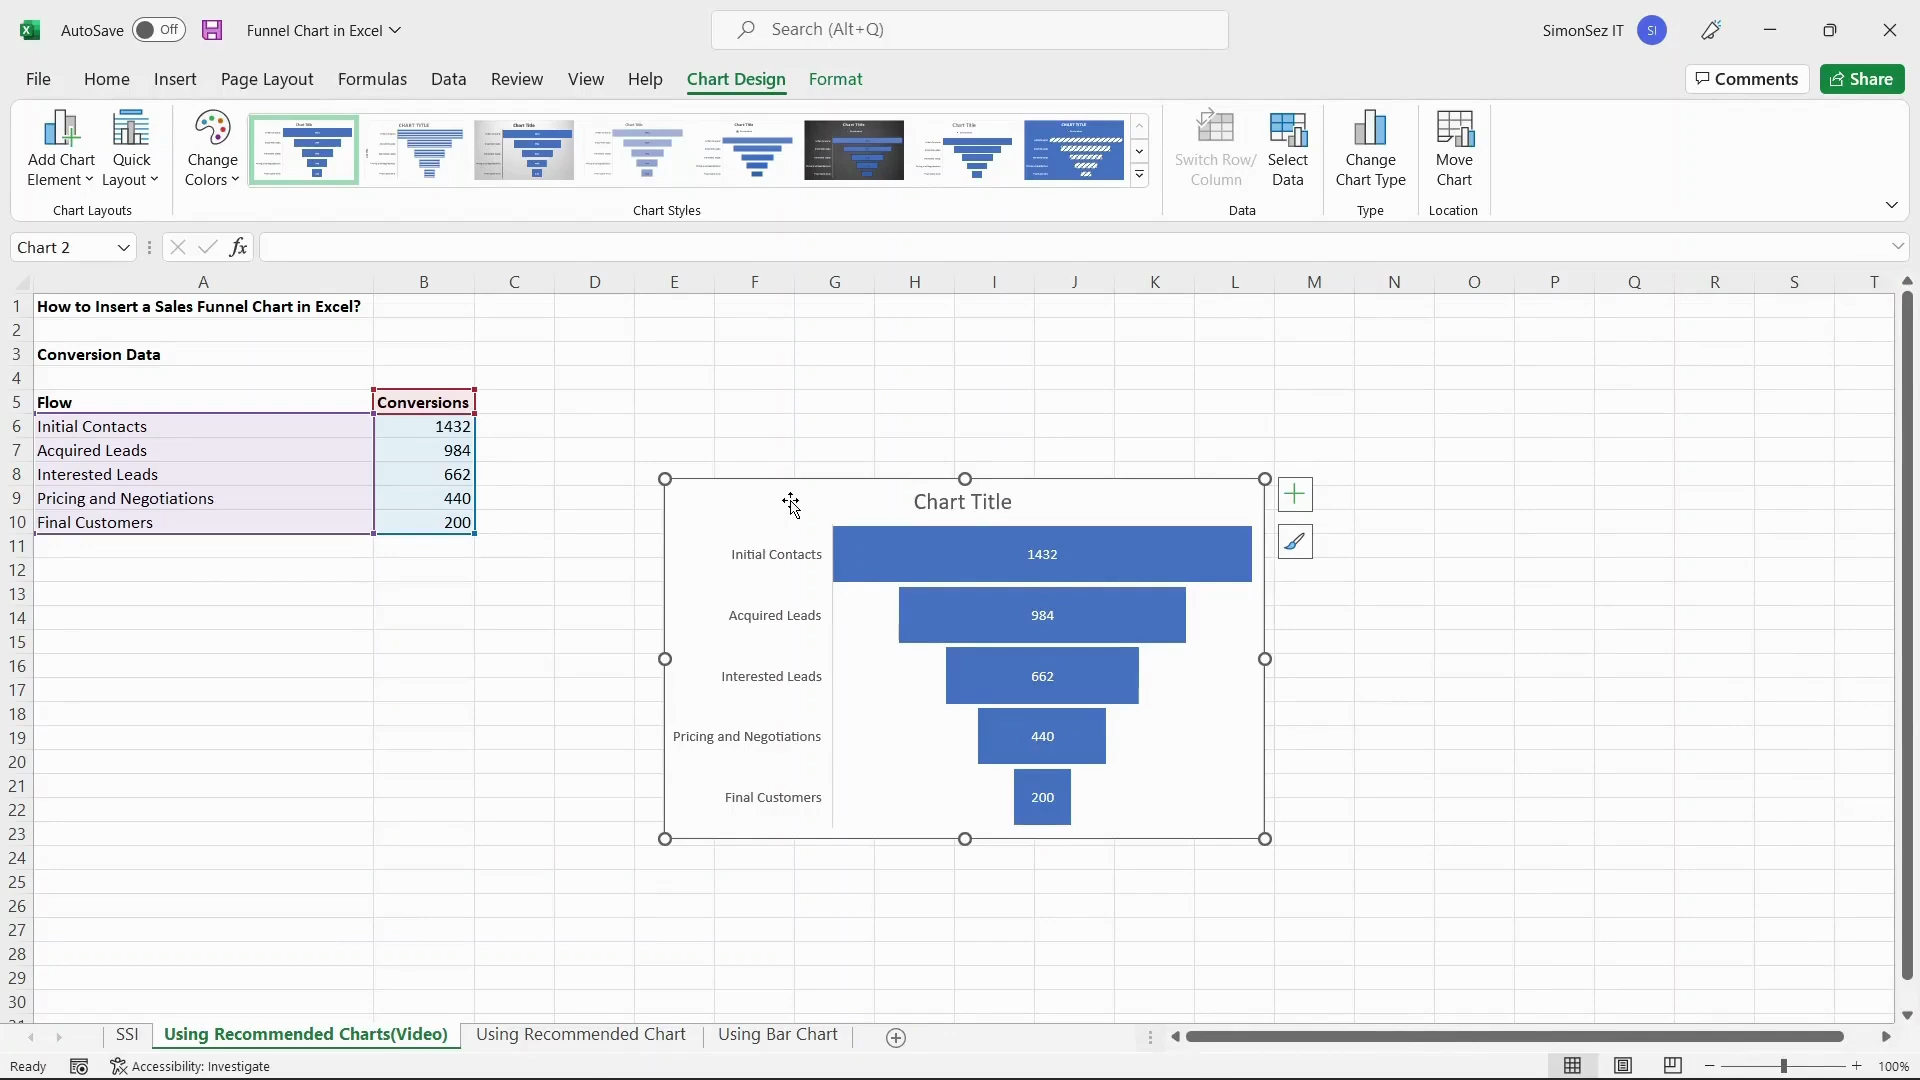 AutoSave Off Funnel Chart in Excel Search (Alt+Q) SimonSez IT SI
File Home Insert Page Layout Formulas Data Review View Help Chart Design Format Comments Share
Add Chart Element Quick Layout Change Colors Switch Row/ Column Select Data Change Chart Type Move Chart
Chart Layouts Chart Styles Data Type Location
Chart 2 fx
A B C D E F G H I J K L M N O P Q R S T
1 How to Insert a Sales Funnel Chart in Excel?
2
3 Conversion Data
4
5 Flow Conversions
6 Initial Contacts 1432
7 Acquired Leads 984
8 Interested Leads 662
9 Pricing and Negotiations 440
10 Final Customers 200
11
12
13
14
15
16
17
18
19
20
21
22
23
24
25
26
27
28
29
30
Chart Title
Initial Contacts 1432
Acquired Leads 984
Interested Leads 662
Pricing and Negotiations 440
Final Customers 200
SSI Using Recommended Charts(Video) Using Recommended Chart Using Bar Chart
Ready Accessibility: Investigate 100%